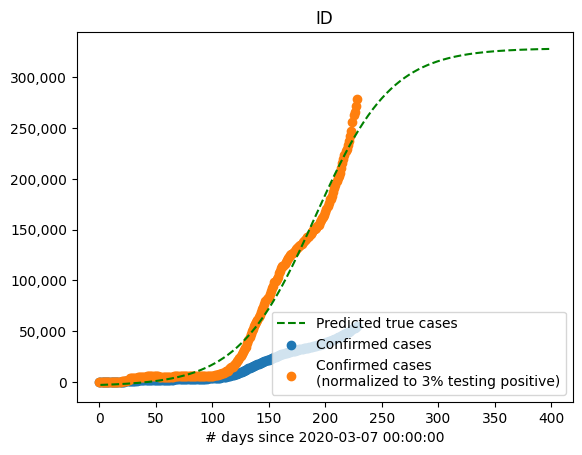 ID
300,000
250,000
200,000
150,000
100,000
50,000
0
Predicted true cases
Confirmed cases
Confirmed cases
(normalized to 3% testing positive)
0 50 100 150 200 250 300 350 400
# days since 2020-03-07 00:00:00